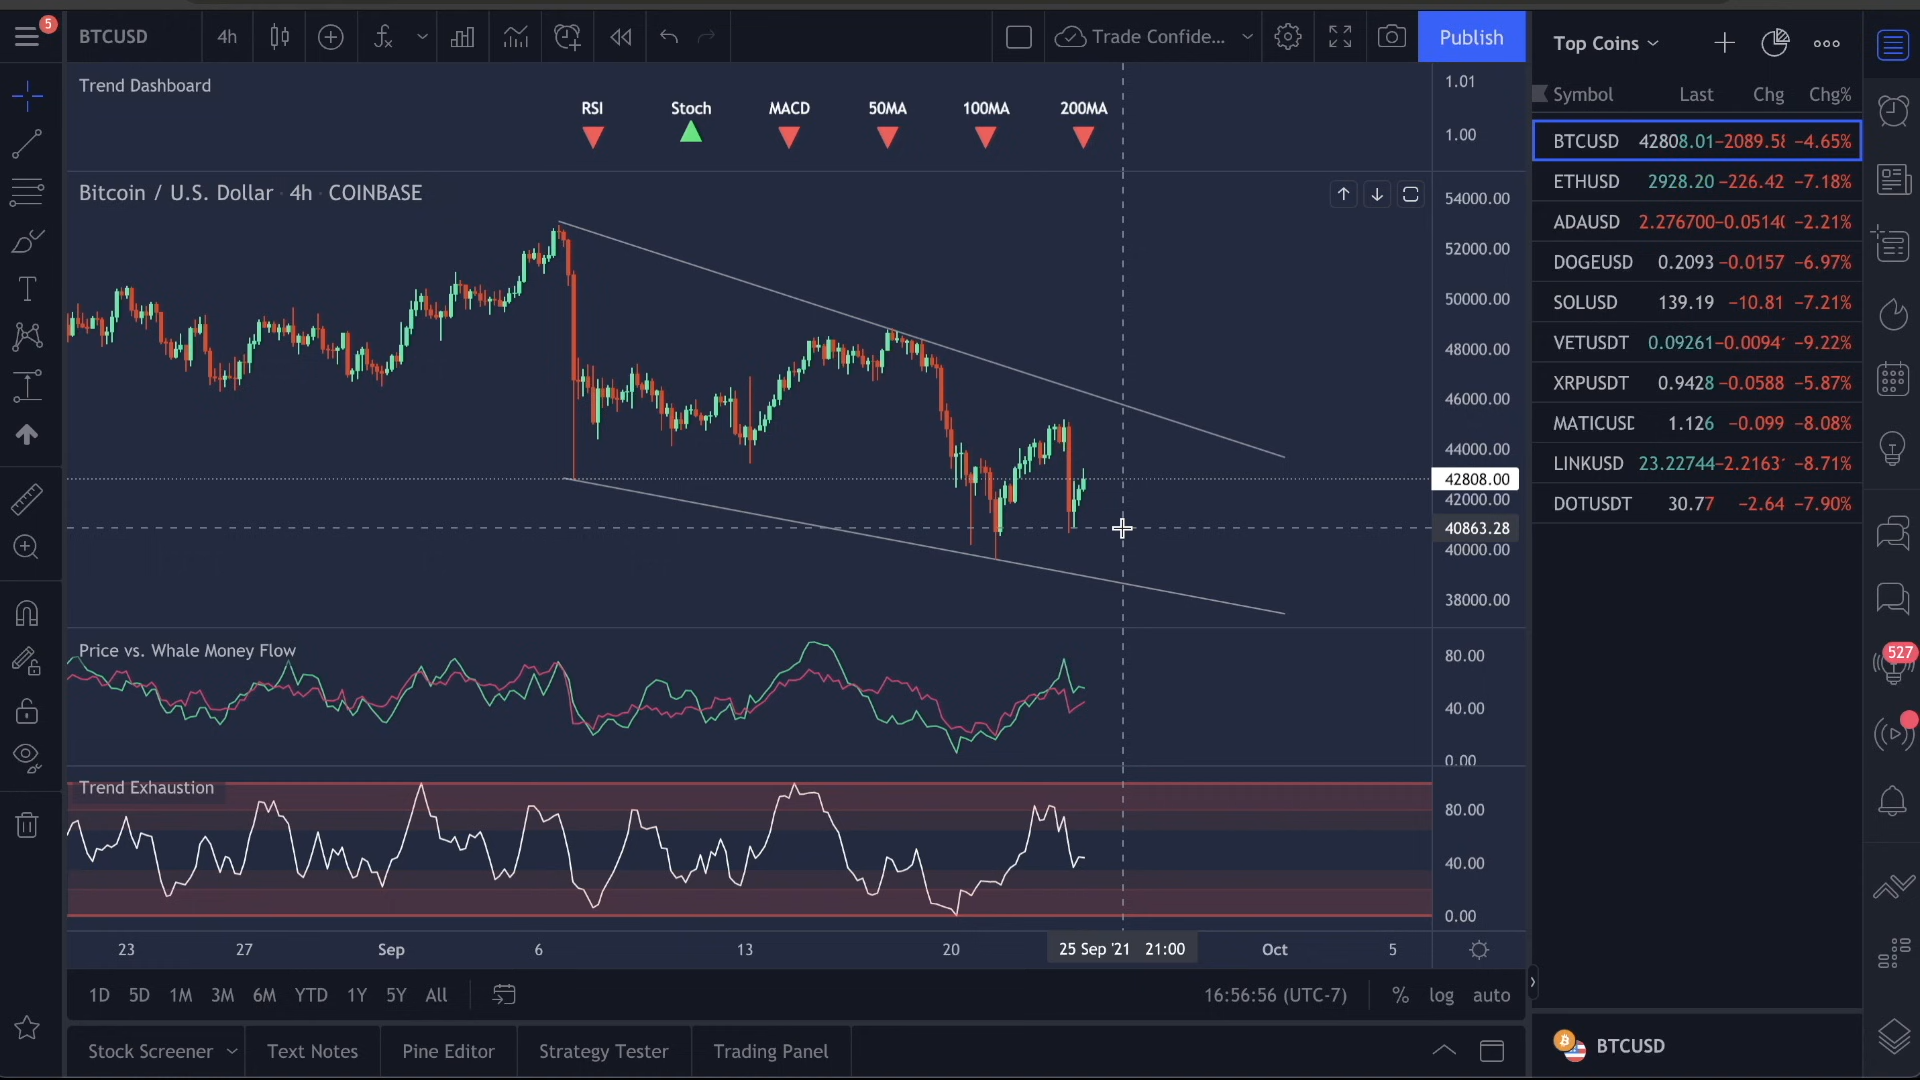 5
BTCUSD
4h
Trade Confide...
Publish
Top Coins
Trend Dashboard
RSI Stoch MACD 50MA 100MA 200MA
1.01
1.00
Bitcoin / U.S. Dollar · 4h · COINBASE
54000.00
52000.00
50000.00
48000.00
46000.00
44000.00
42808.00
42000.00
40863.28
40000.00
38000.00
Price vs. Whale Money Flow
80.00
40.00
0.00
Trend Exhaustion
80.00
40.00
0.00
23 27 Sep 6 13 20 25 Sep '21 21:00 Oct 5
1D 5D 1M 3M 6M YTD 1Y 5Y All
16:56:56 (UTC-7) % log auto
Stock Screener Text Notes Pine Editor Strategy Tester Trading Panel
Symbol Last Chg Chg%
BTCUSD 42808.01 −2089.58 −4.65%
ETHUSD 2928.20 −226.42 −7.18%
ADAUSD 2.276700 −0.0514 −2.21%
DOGEUSD 0.2093 −0.0157 −6.97%
SOLUSD 139.19 −10.81 −7.21%
VETUSDT 0.09261 −0.0094 −9.22%
XRPUSDT 0.9428 −0.0588 −5.87%
MATICUSD 1.126 −0.099 −8.08%
LINKUSD 23.22744 −2.2163 −8.71%
DOTUSDT 30.77 −2.64 −7.90%
527
BTCUSD